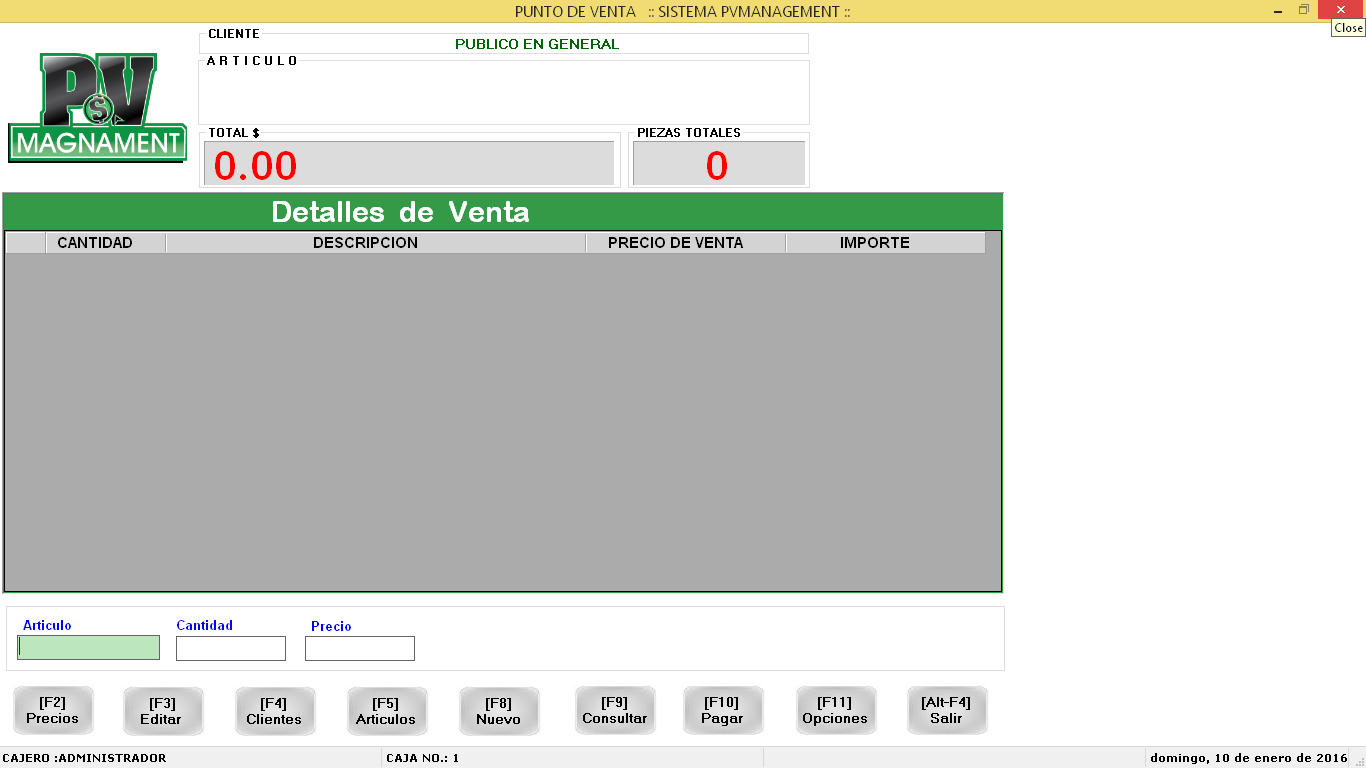 PUNTO DE VENTA :: SISTEMA PVMANAGEMENT ::
Close
P$V
MAGNAMENT
CLIENTE
PUBLICO EN GENERAL
A R T I C U L O
TOTAL $
0.00
PIEZAS TOTALES
0
Detalles de Venta
CANTIDAD DESCRIPCION PRECIO DE VENTA IMPORTE
Articulo Cantidad Precio
[F2] [F3] [F4] [F5] [F8] [F9] [F10] [F11] [Alt-F4]
Precios Editar Clientes Articulos Nuevo Consultar Pagar Opciones Salir
CAJERO :ADMINISTRADOR CAJA NO.: 1 domingo, 10 de enero de 2016